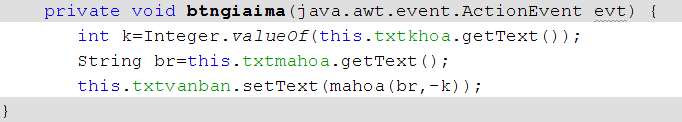 private void btngiaima(java.awt.event.ActionEvent evt) {
int k=Integer.valueOf(this.txtkhoa.getText());
String br=this.txtmahoa.getText();
this.txtvanban.setText(mahoa(br,-k));
}